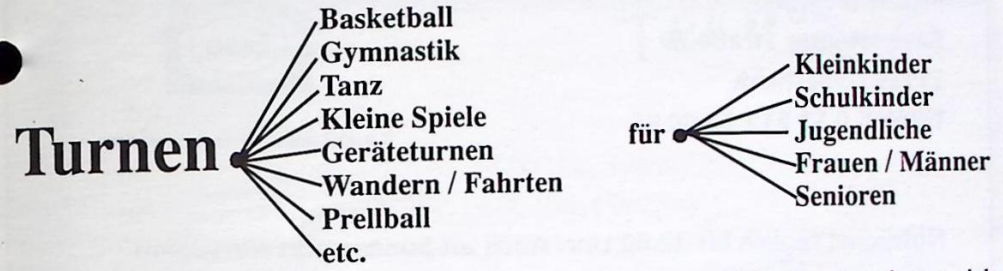 Turnen
Basketball
Gymnastik
Tanz
Kleine Spiele
Geräteturnen
Wandern / Fahrten
Prellball
etc.
für
Kleinkinder
Schulkinder
Jugendliche
Frauen / Männer
Senioren